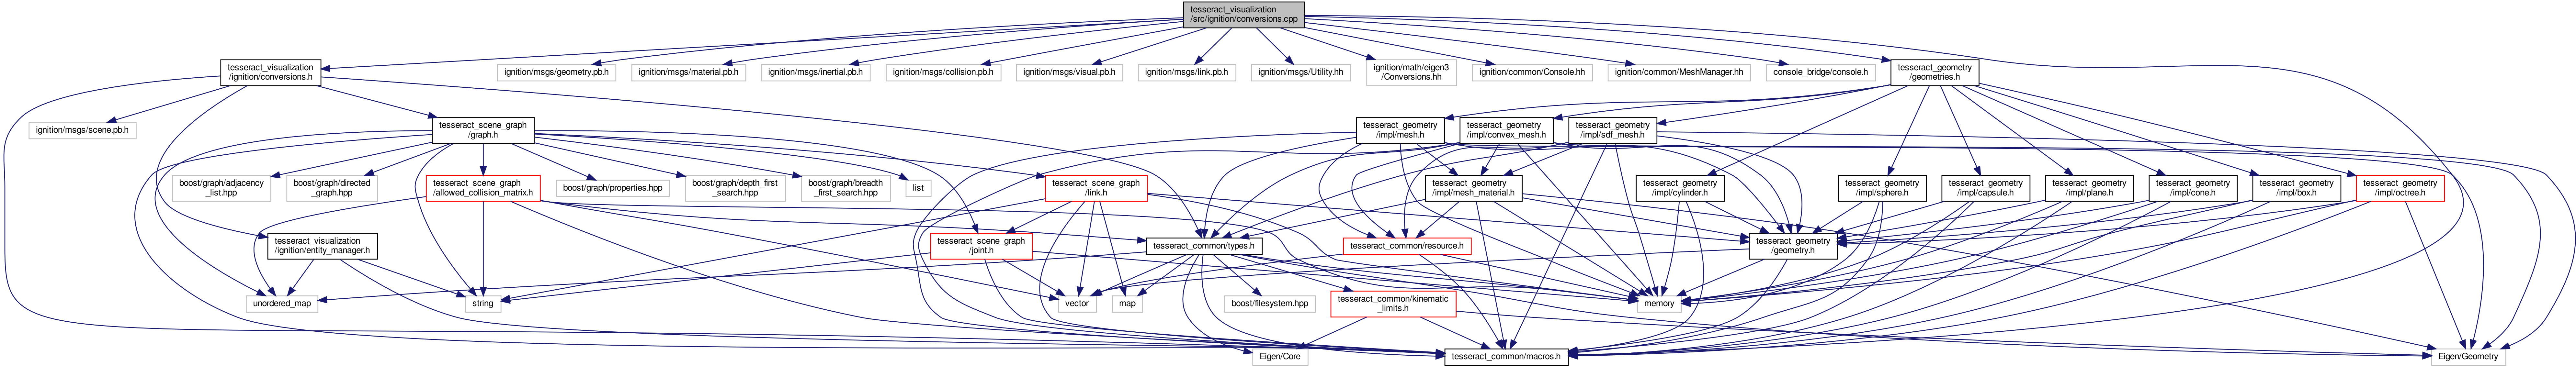 tesseract_visualization
/src/ignition/conversions.cpp
tesseract_visualization
/ignition/conversions.h
ignition/msgs/geometry.pb.h
ignition/msgs/material.pb.h
ignition/msgs/inertial.pb.h
ignition/msgs/collision.pb.h
ignition/msgs/visual.pb.h
ignition/msgs/link.pb.h
ignition/msgs/Utility.hh
ignition/math/eigen3
/Conversions.hh
ignition/common/Console.hh
ignition/common/MeshManager.hh
console_bridge/console.h
tesseract_geometry
/geometries.h
ignition/msgs/scene.pb.h
tesseract_scene_graph
/graph.h
tesseract_geometry
/impl/mesh.h
tesseract_geometry
/impl/convex_mesh.h
tesseract_geometry
/impl/sdf_mesh.h
boost/graph/adjacency
_list.hpp
boost/graph/directed
_graph.hpp
tesseract_scene_graph
/allowed_collision_matrix.h
boost/graph/properties.hpp
boost/graph/depth_first
_search.hpp
boost/graph/breadth
_first_search.hpp
list
tesseract_scene_graph
/link.h
tesseract_geometry
/impl/mesh_material.h
tesseract_geometry
/impl/cylinder.h
tesseract_geometry
/impl/sphere.h
tesseract_geometry
/impl/capsule.h
tesseract_geometry
/impl/plane.h
tesseract_geometry
/impl/cone.h
tesseract_geometry
/impl/box.h
tesseract_geometry
/impl/octree.h
tesseract_visualization
/ignition/entity_manager.h
tesseract_scene_graph
/joint.h
tesseract_common/types.h
tesseract_common/resource.h
tesseract_geometry
/geometry.h
unordered_map
string
vector
map
boost/filesystem.hpp
tesseract_common/kinematic
_limits.h
memory
Eigen/Core
tesseract_common/macros.h
Eigen/Geometry